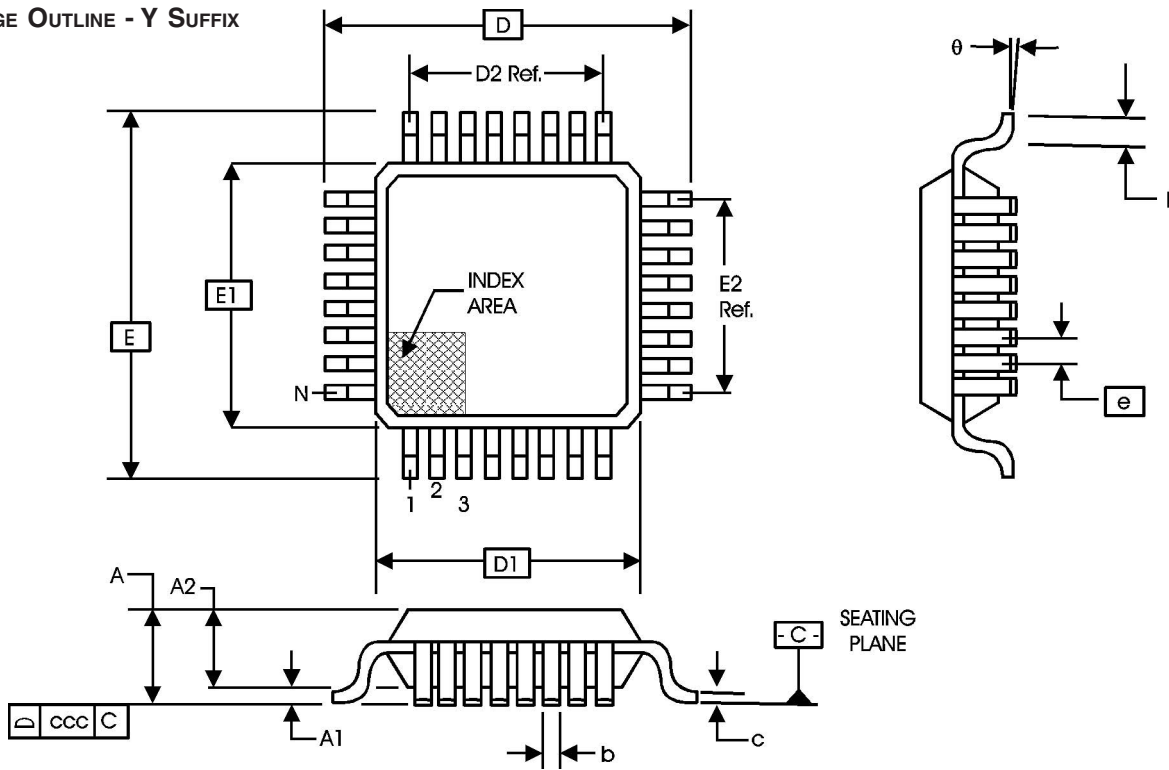 GE OUTLINE - Y SUFFIX
D
D2 Ref.
θ
E1
E
INDEX
AREA
E2
Ref.
N
e
1
2
3
D1
A
A2
- C -
SEATING
PLANE
ccc C
A1
b
c